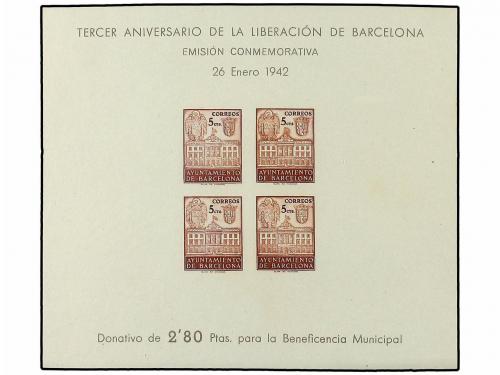 TERCER ANIVERSARIO DE LA LIBERACIÓN DE BARCELONA
EMISIÓN CONMEMORATIVA
26 Enero 1942
CORREOS CORREOS
5 cts. 5 cts.
AYUNTAMIENTO AYUNTAMIENTO
DE BARCELONA DE BARCELONA
CORREOS CORREOS
5 cts. 5 cts.
AYUNTAMIENTO AYUNTAMIENTO
DE BARCELONA DE BARCELONA
Donativo de 2'80 Ptas. para la Beneficencia Municipal